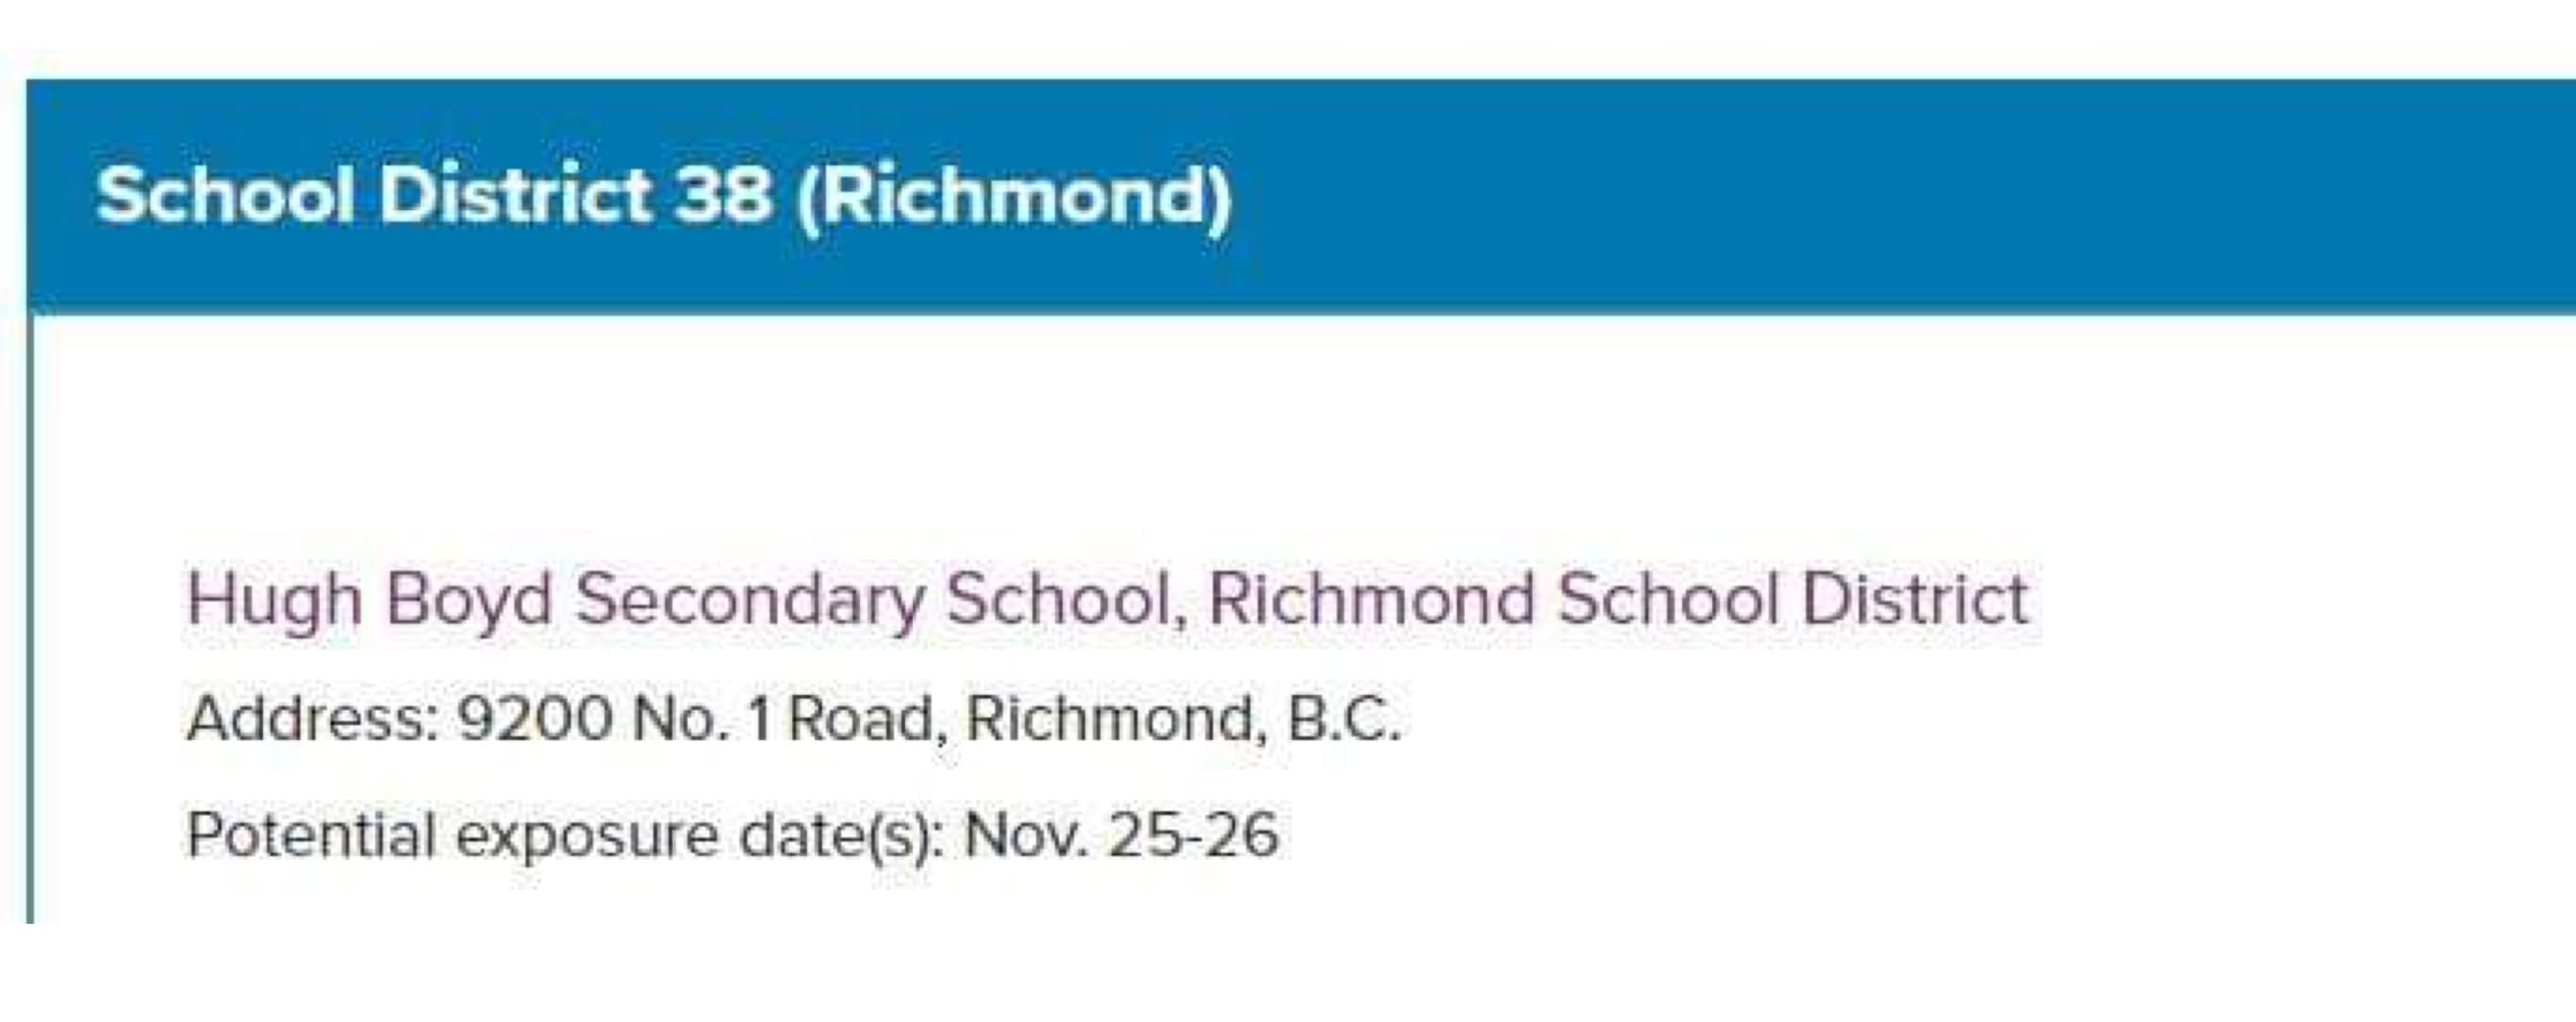 School District 38 (Richmond)
Hugh Boyd Secondary School, Richmond School District
Address: 9200 No. 1 Road, Richmond, B.C.
Potential exposure date(s): Nov. 25-26